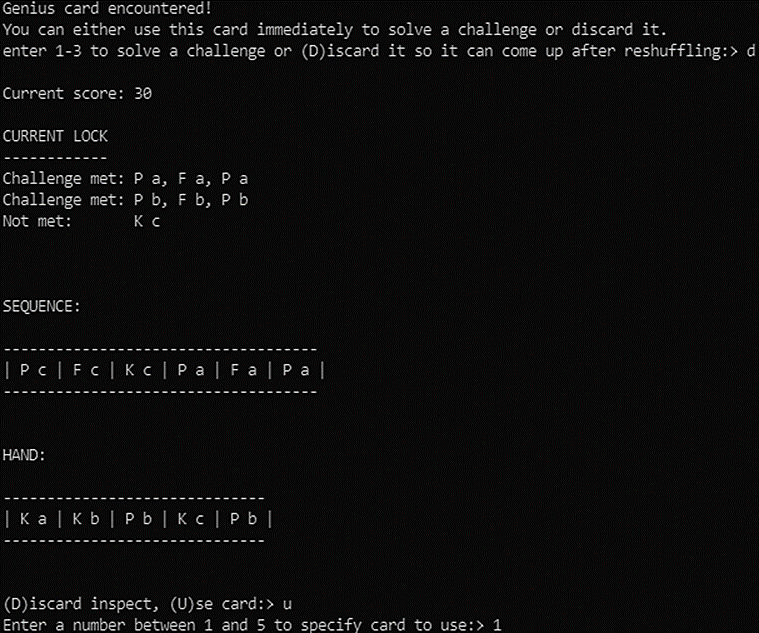 Genius card encountered!
You can either use this card immediately to solve a challenge or discard it.
enter 1-3 to solve a challenge or (D)iscard it so it can come up after reshuffling:> d
Current score: 30
CURRENT LOCK
------------
Challenge met: P a, F a, P a
Challenge met: P b, F b, P b
Not met:       K c
SEQUENCE:
------------------------------------
| P c | F c | K c | P a | F a | P a |
------------------------------------
HAND:
------------------------------
| K a | K b | P b | K c | P b |
------------------------------
(D)iscard inspect, (U)se card:> u
Enter a number between 1 and 5 to specify card to use:> 1